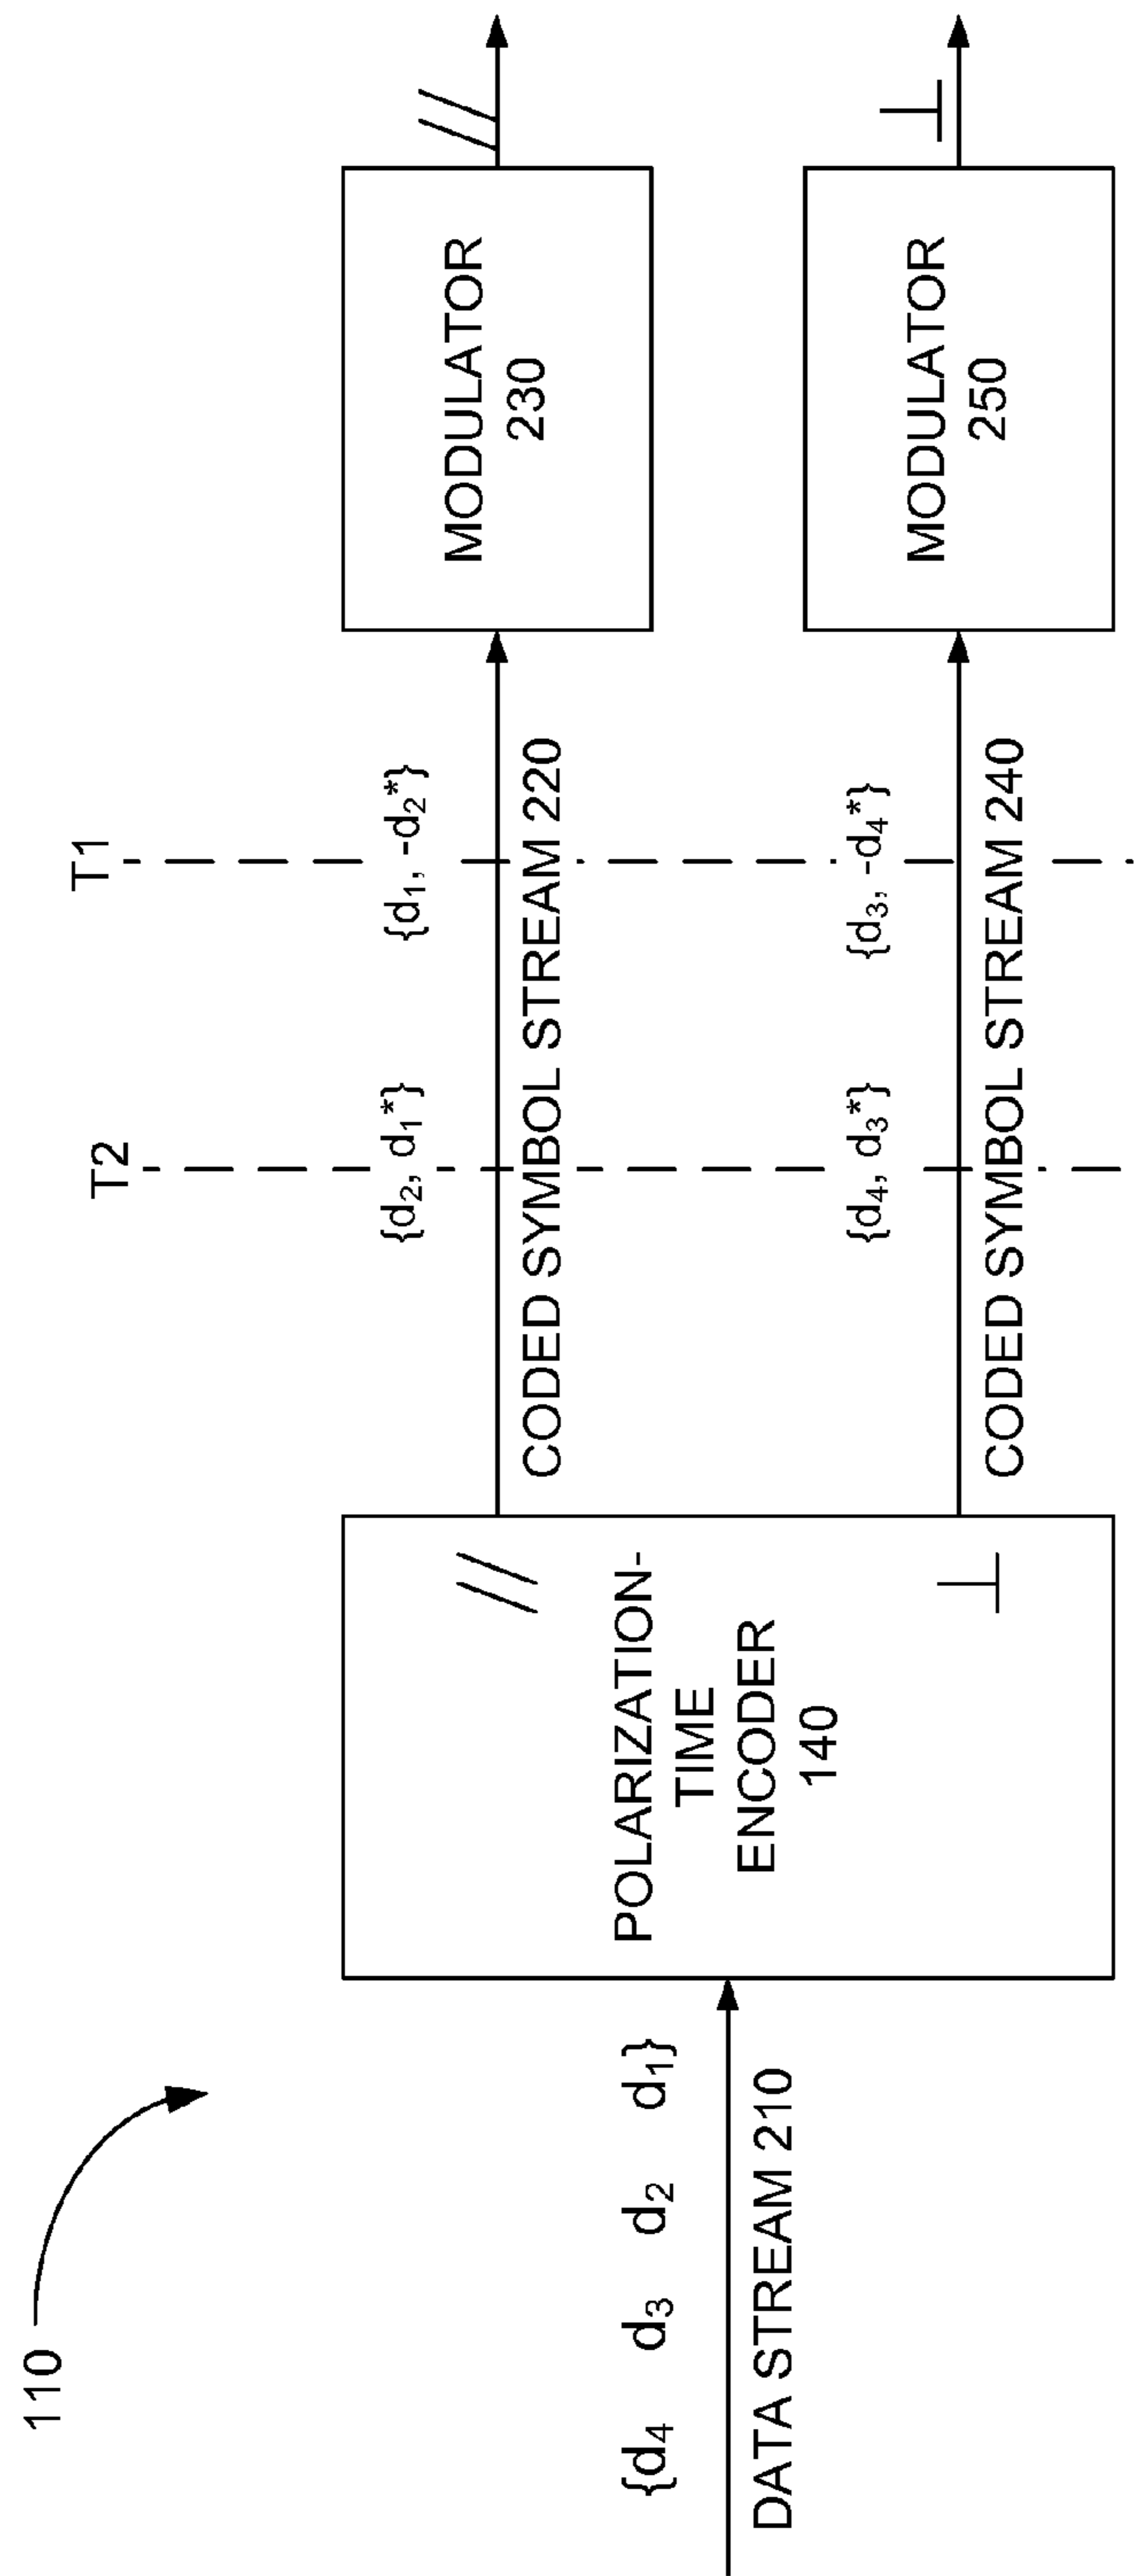 110
T2
T1
{d₂, d₁*}
{d₁, -d₂*}
//
//
CODED SYMBOL STREAM 220
MODULATOR
230
{d₄ d₃ d₂ d₁}
DATA STREAM 210
POLARIZATION-
TIME
ENCODER
140
{d₄, d₃*}
{d₃, -d₄*}
⊥
⊥
CODED SYMBOL STREAM 240
MODULATOR
250